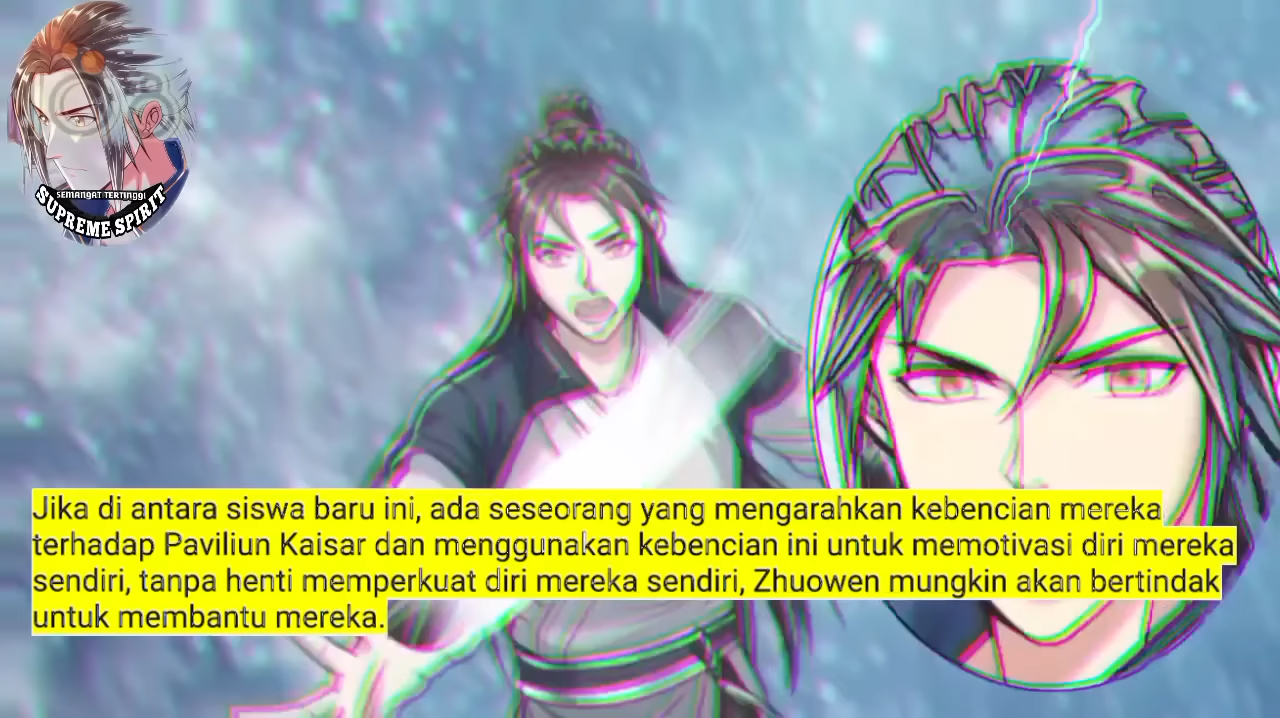 SEMANGAT TERTINGGI
SUPREME SPIRIT
Jika di antara siswa baru ini, ada seseorang yang mengarahkan kebencian mereka
terhadap Paviliun Kaisar dan menggunakan kebencian ini untuk memotivasi diri mereka
sendiri, tanpa henti memperkuat diri mereka sendiri, Zhuowen mungkin akan bertindak
untuk membantu mereka.